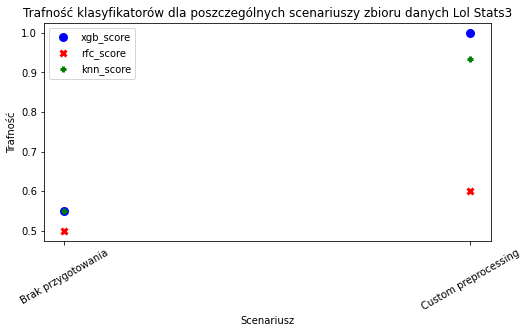 Trafność klasyfikatorów dla poszczególnych scenariuszy zbioru danych Lol Stats3
xgb_score
rfc_score
knn_score
Trafność
1.0
0.9
0.8
0.7
0.6
0.5
Brak przygotowania
Custom preprocessing
Scenariusz